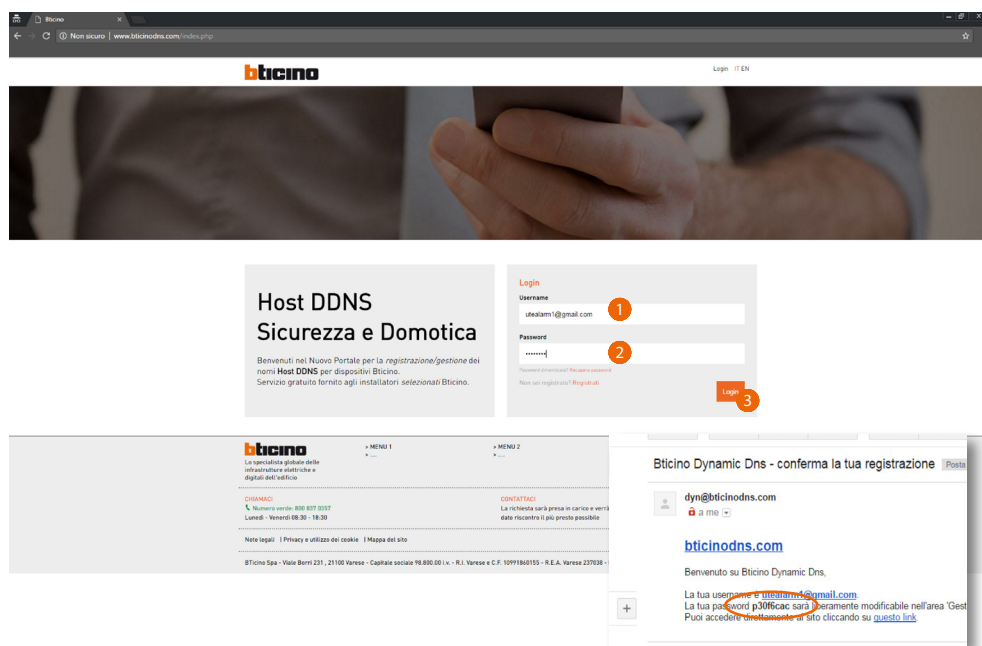 Bticino
Non sicuro | www.bticinodns.com/index.php
bticino
Login IT EN
Host DDNS
Sicurezza e Domotica
Benvenuti nel Nuovo Portale per la registrazione/gestione dei
nomi Host DDNS per dispositivi Bticino.
Servizio gratuito fornito agli installatori selezionati Bticino.
Login
Username
utealarm1@gmail.com
1
Password
••••••••
2
Password dimenticata? Recupera password
Non sei registrato? Registrati
Login
3
bticino
Lo specialista globale delle
infrastrutture elettriche e
digitali dell'edificio
> MENU 1
> ....
> MENU 2
> ....
CHIAMACI
Numero verde: 800 837 035
Lunedì - Venerdì 08:30 - 18:30
CONTATTACI
La richiesta sarà presa in carico e verrà
dato riscontro il più presto possibile
Note legali | Privacy e utilizzo dei cookie | Mappa del sito
BTicino Spa - Viale Borri 231 , 21100 Varese - Capitale sociale 98.800.00 i.v. - R.I. Varese e C.F. 10991860155 - R.E.A. Varese 237038 -
Bticino Dynamic Dns - conferma la tua registrazione Posta
dyn@bticinodns.com
a me
bticinodns.com
Benvenuto su Bticino Dynamic Dns,
La tua username è utealarm1@gmail.com.
La tua password p30f6cac sarà liberamente modificabile nell'area 'Gest
Puoi accedere direttamente al sito cliccando su questo link.